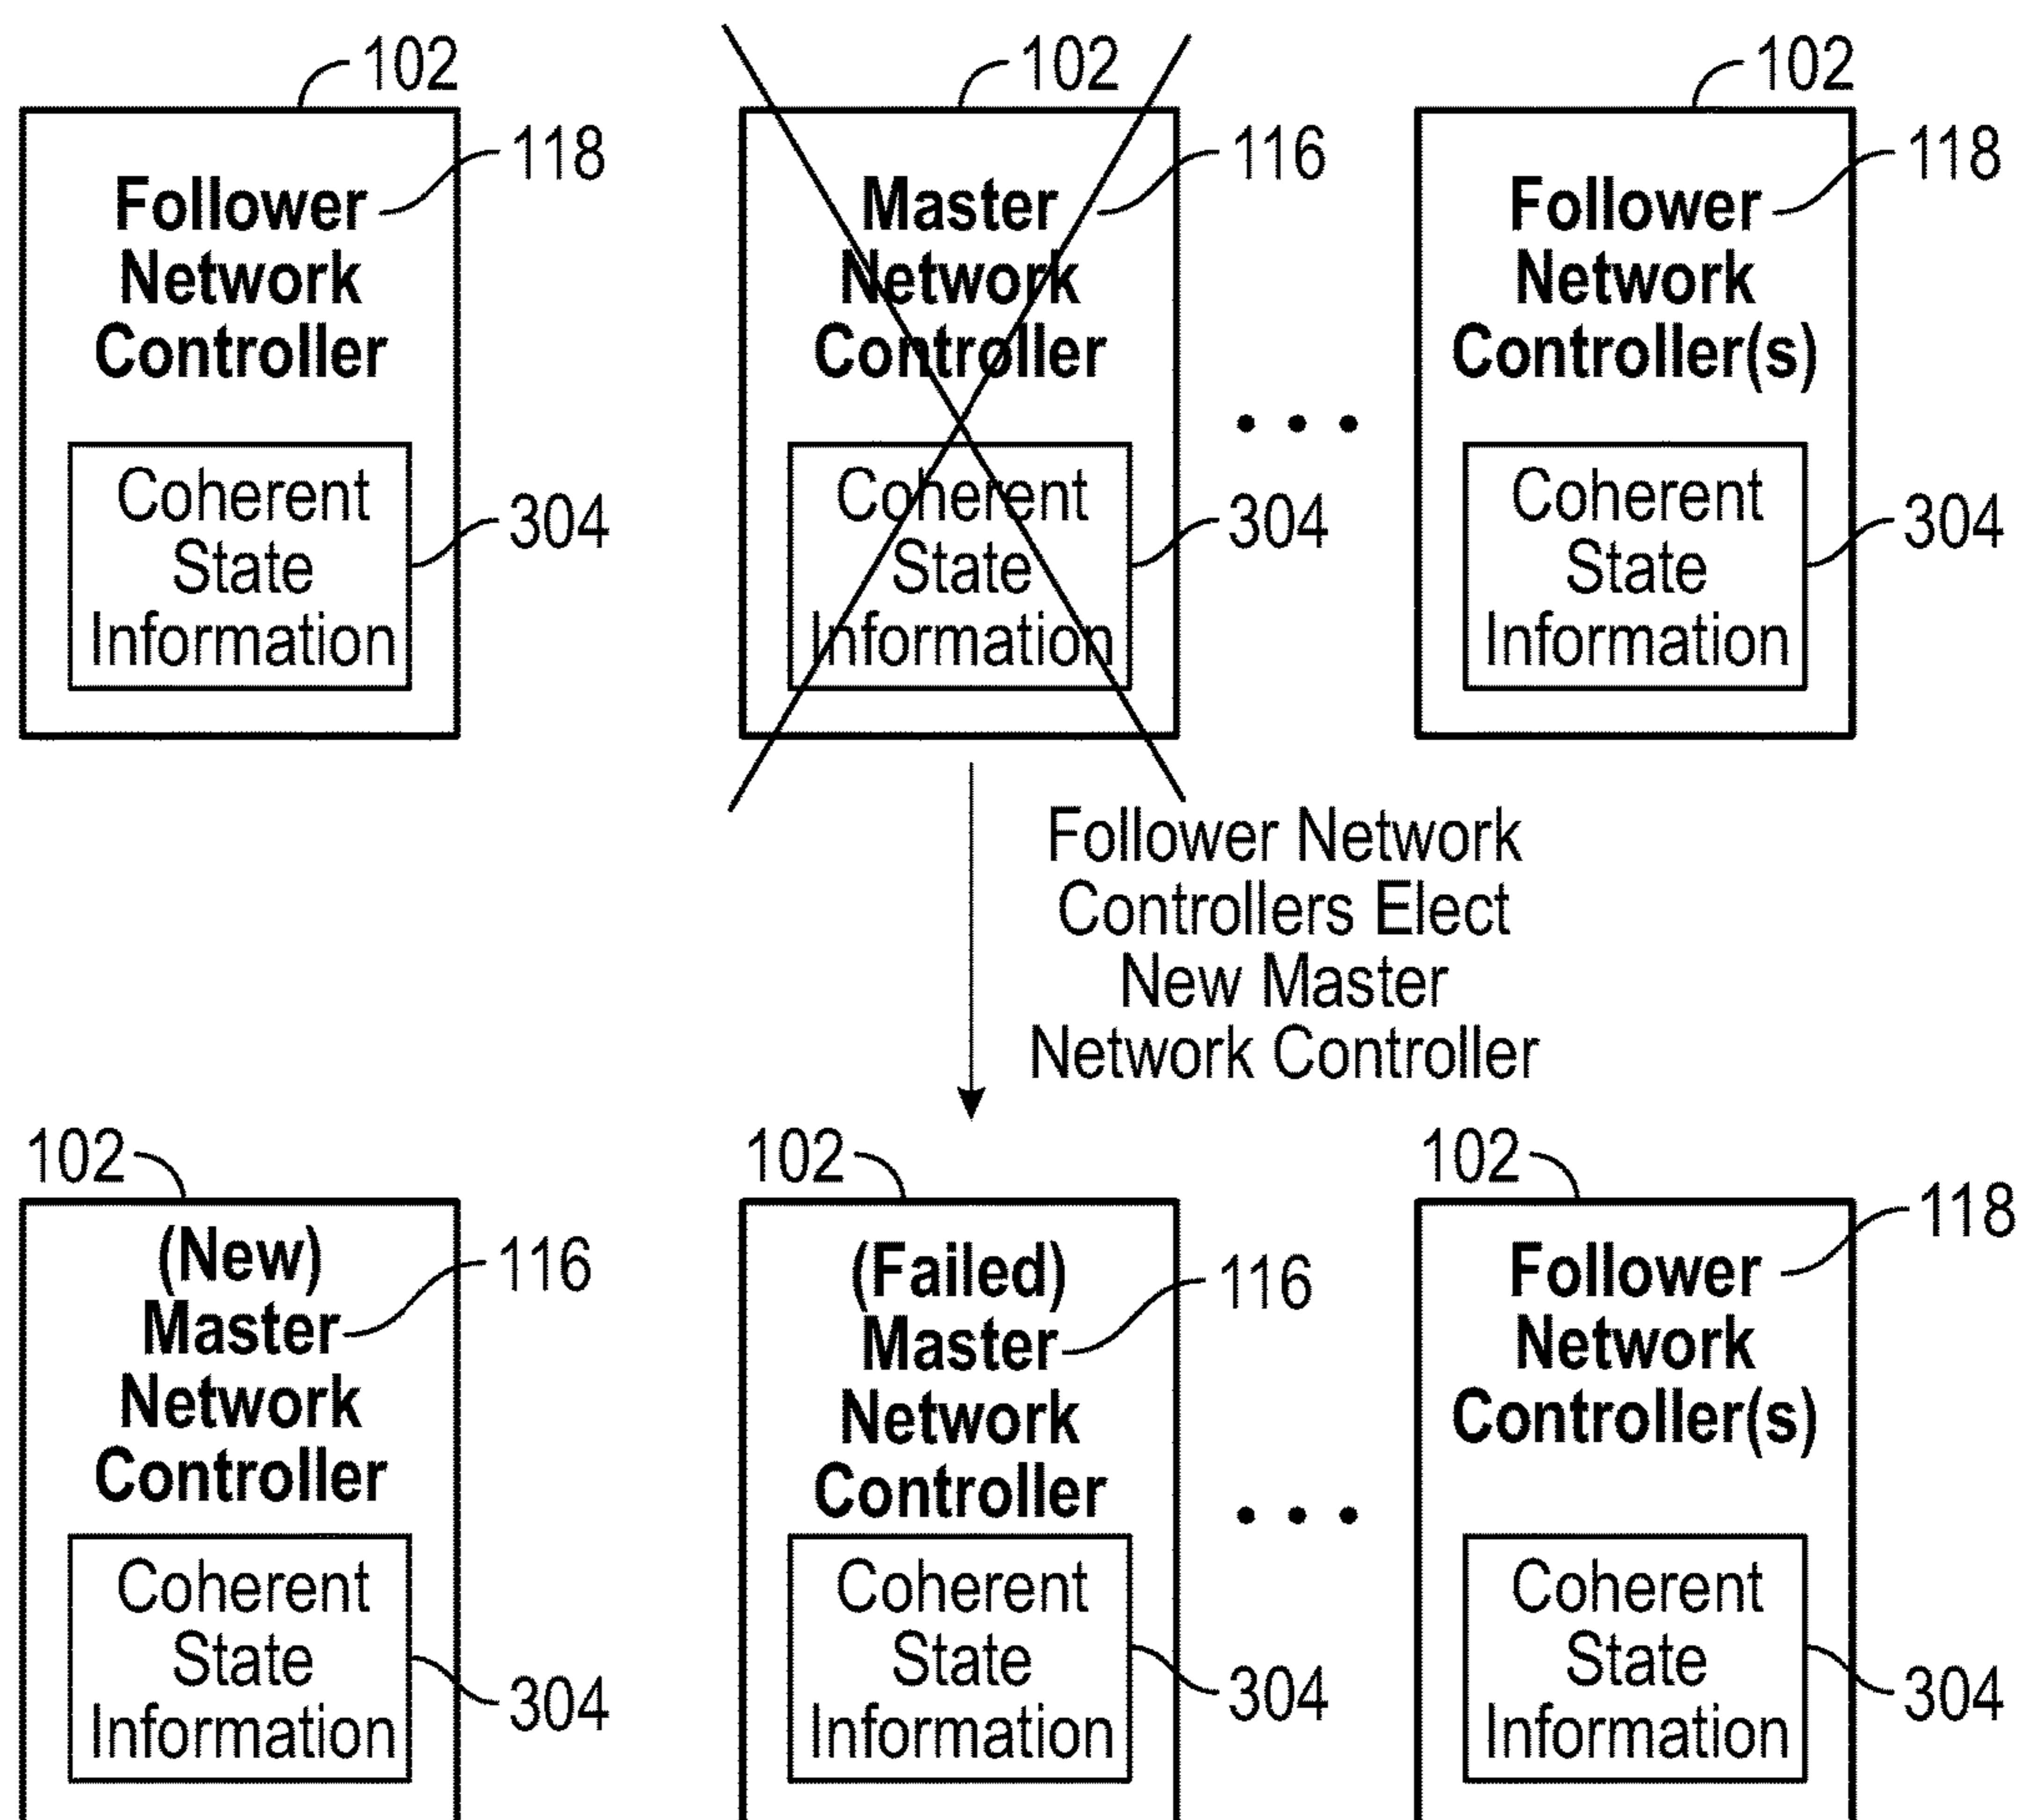 102
102
102
118
116
118
Follower
Network
Controller
Master
Network
Controller
Follower
Network
Controller(s)
Coherent
State
Information
304
Coherent
State
Information
304
Coherent
State
Information
304
Follower Network
Controllers Elect
New Master
Network Controller
102
102
102
118
(New)
Master
Network
Controller
116
(Failed)
Master
Network
Controller
116
Follower
Network
Controller(s)
Coherent
State
Information
304
Coherent
State
Information
304
Coherent
State
Information
304